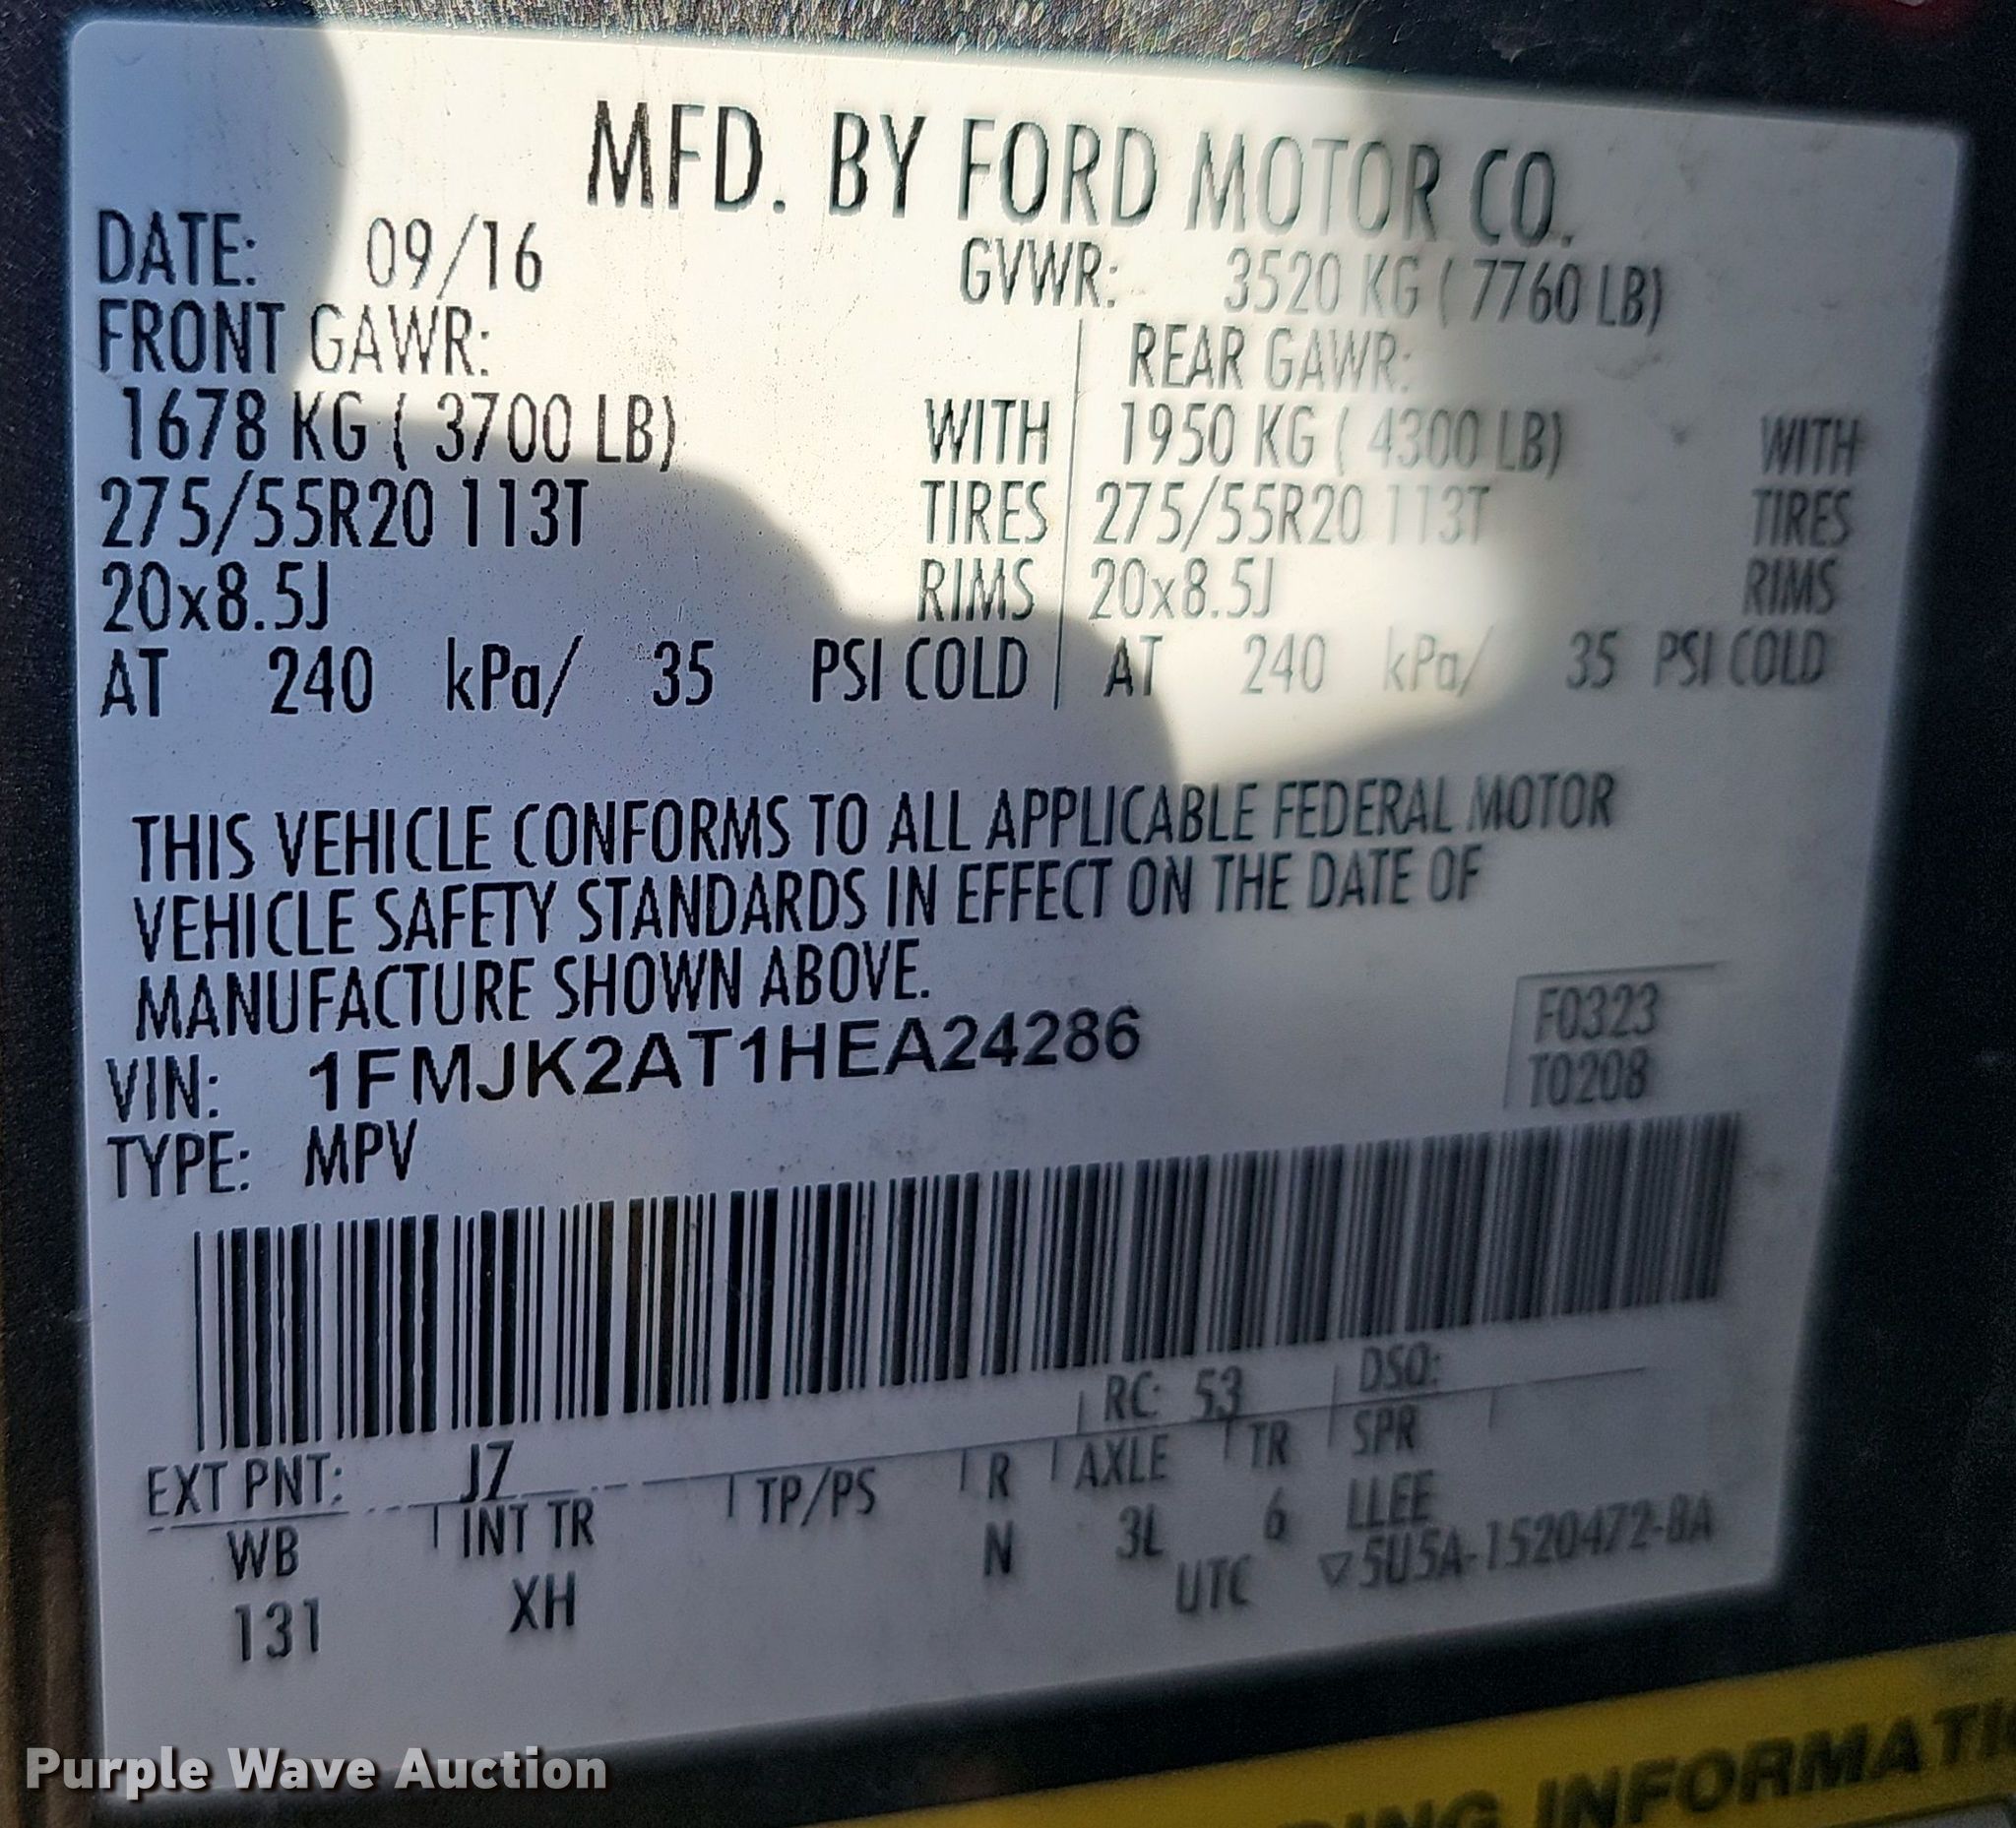 MFD. BY FORD MOTOR CO.
DATE: 09/16 GVWR: 3520 KG ( 7760 LB)
FRONT GAWR: REAR GAWR:
1678 KG ( 3700 LB) WITH 1950 KG ( 4300 LB) WITH
275/55R20 113T TIRES 275/55R20 113T TIRES
20x8.5J RIMS 20x8.5J RIMS
AT 240 kPa/ 35 PSI COLD AT 240 kPa/ 35 PSI COLD
THIS VEHICLE CONFORMS TO ALL APPLICABLE FEDERAL MOTOR
VEHICLE SAFETY STANDARDS IN EFFECT ON THE DATE OF
MANUFACTURE SHOWN ABOVE.
VIN: 1FMJK2AT1HEA24286
F0323
T0208
TYPE: MPV
EXT PNT: J7 RC: 53 DSO:
WB INT TR TP/PS R AXLE TR SPR
131 XH N 3L 6 LLEE
UTC ▽5U5A-1520472-BA
INFORMATI
Purple Wave Auction